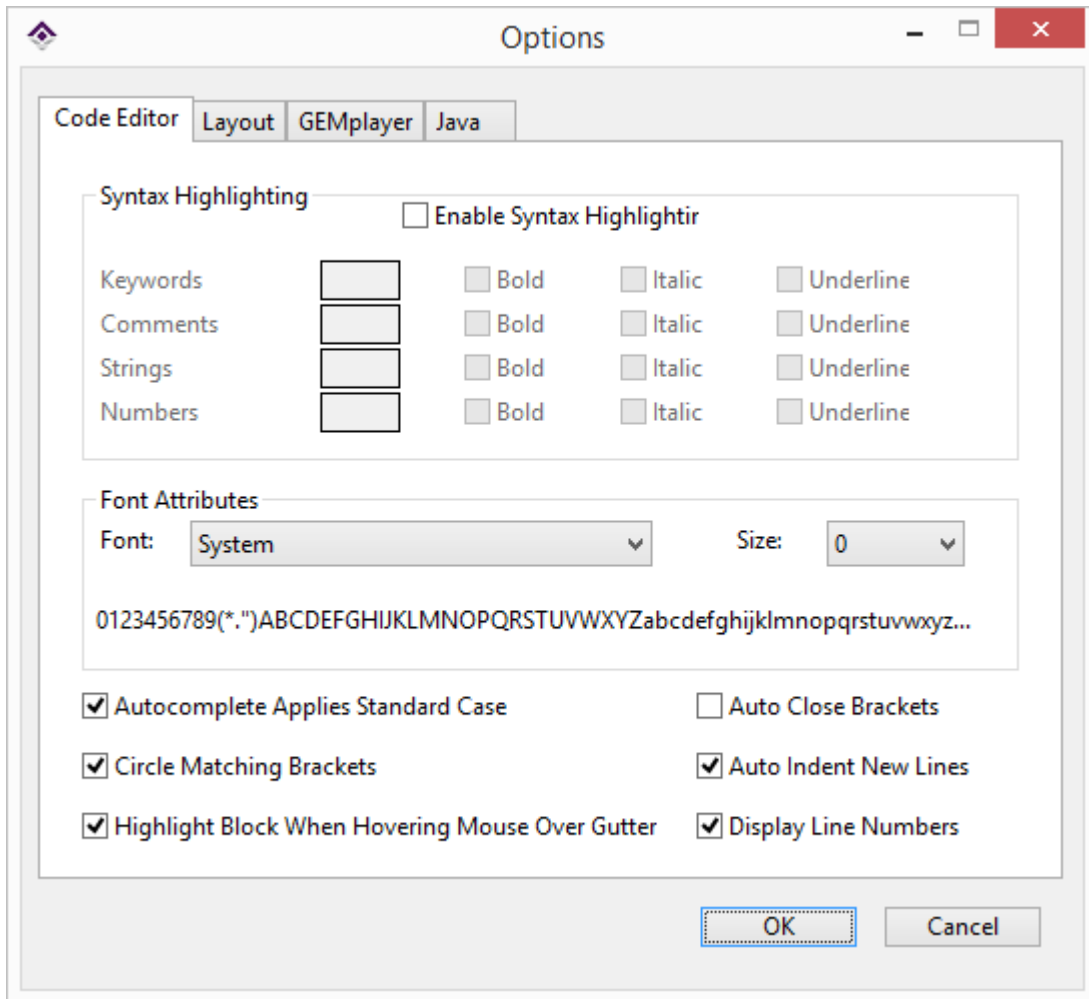 Options
Code Editor Layout GEMplayer Java
Syntax Highlighting
Enable Syntax Highlightir
Keywords Bold Italic Underline
Comments Bold Italic Underline
Strings Bold Italic Underline
Numbers Bold Italic Underline
Font Attributes
Font: System Size: 0
0123456789(*.")ABCDEFGHIJKLMNOPQRSTUVWXYZabcdefghijklmnopqrstuvwxyz...
Autocomplete Applies Standard Case Auto Close Brackets
Circle Matching Brackets Auto Indent New Lines
Highlight Block When Hovering Mouse Over Gutter Display Line Numbers
OK Cancel